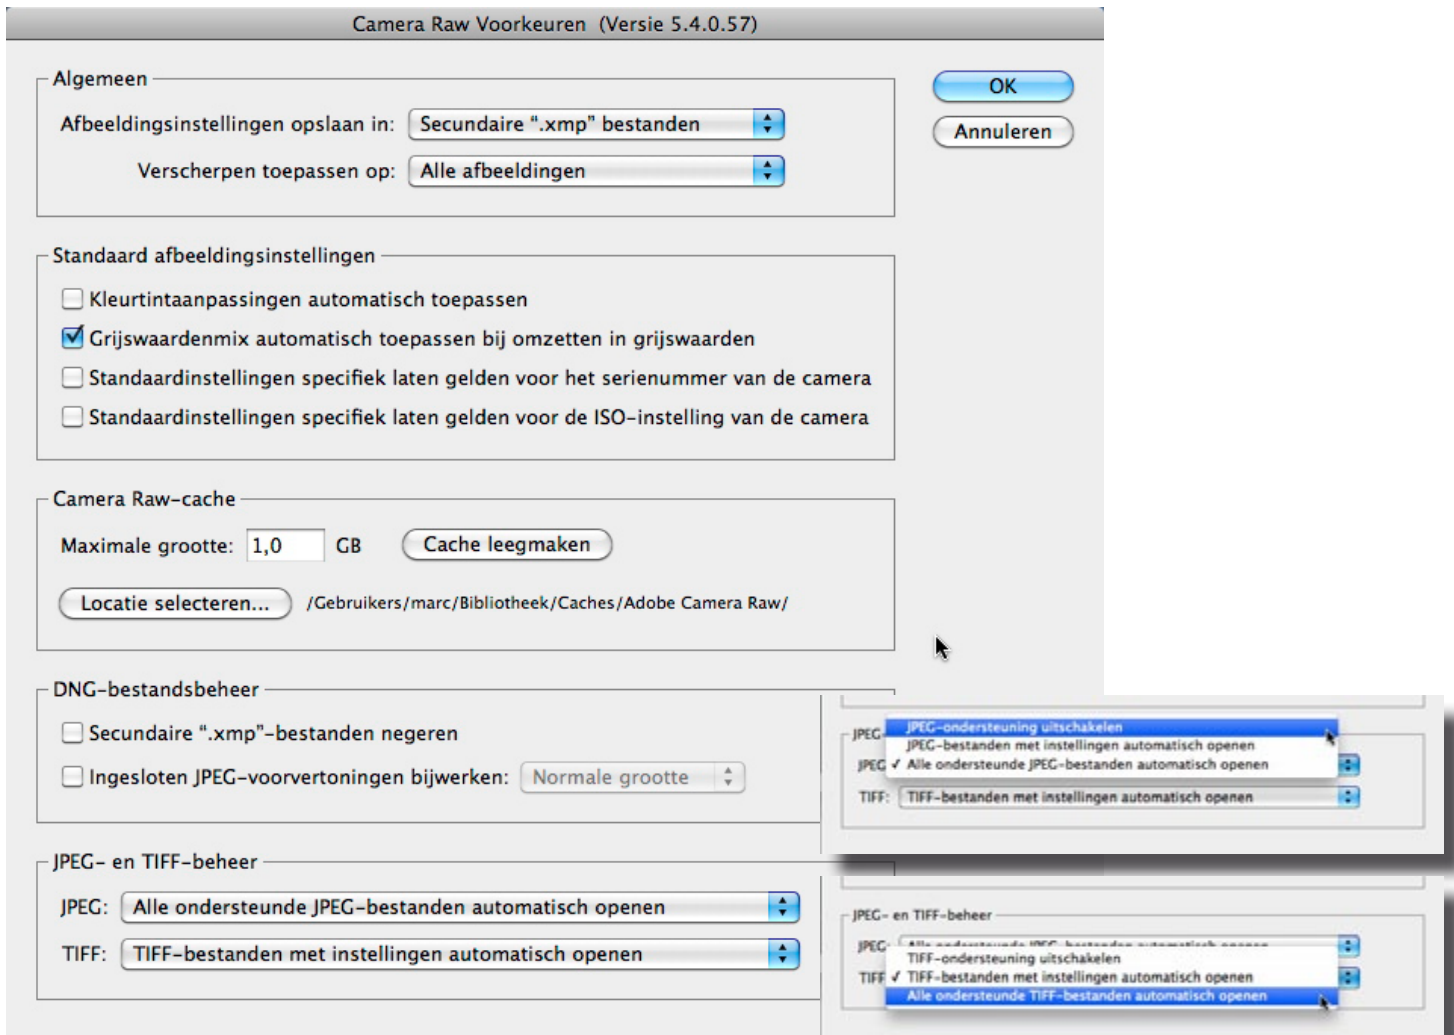 Camera Raw Voorkeuren (Versie 5.4.0.57)
Algemeen
Afbeeldingsinstellingen opslaan in: Secundaire “.xmp” bestanden
Verscherpen toepassen op: Alle afbeeldingen
OK
Annuleren
Standaard afbeeldingsinstellingen
Kleurtintaanpassingen automatisch toepassen
Grijswaardenmix automatisch toepassen bij omzetten in grijswaarden
Standaardinstellingen specifiek laten gelden voor het serienummer van de camera
Standaardinstellingen specifiek laten gelden voor de ISO-instelling van de camera
Camera Raw-cache
Maximale grootte: 1,0 GB Cache leegmaken
Locatie selecteren... /Gebruikers/marc/Bibliotheek/Caches/Adobe Camera Raw/
DNG-bestandsbeheer
Secundaire “.xmp”-bestanden negeren
Ingesloten JPEG-voorvertoningen bijwerken: Normale grootte
JPEG- en TIFF-beheer
JPEG: Alle ondersteunde JPEG-bestanden automatisch openen
TIFF: TIFF-bestanden met instellingen automatisch openen
JPEG-
JPEG-ondersteuning uitschakelen
JPEG-bestanden met instellingen automatisch openen
JPEG ✓ Alle ondersteunde JPEG-bestanden automatisch openen
TIFF: TIFF-bestanden met instellingen automatisch openen
JPEG- en TIFF-beheer
JPEG: Alle ondersteunde JPEG-bestanden automatisch openen
TIFF-ondersteuning uitschakelen
TIFF ✓ TIFF-bestanden met instellingen automatisch openen
Alle ondersteunde TIFF-bestanden automatisch openen